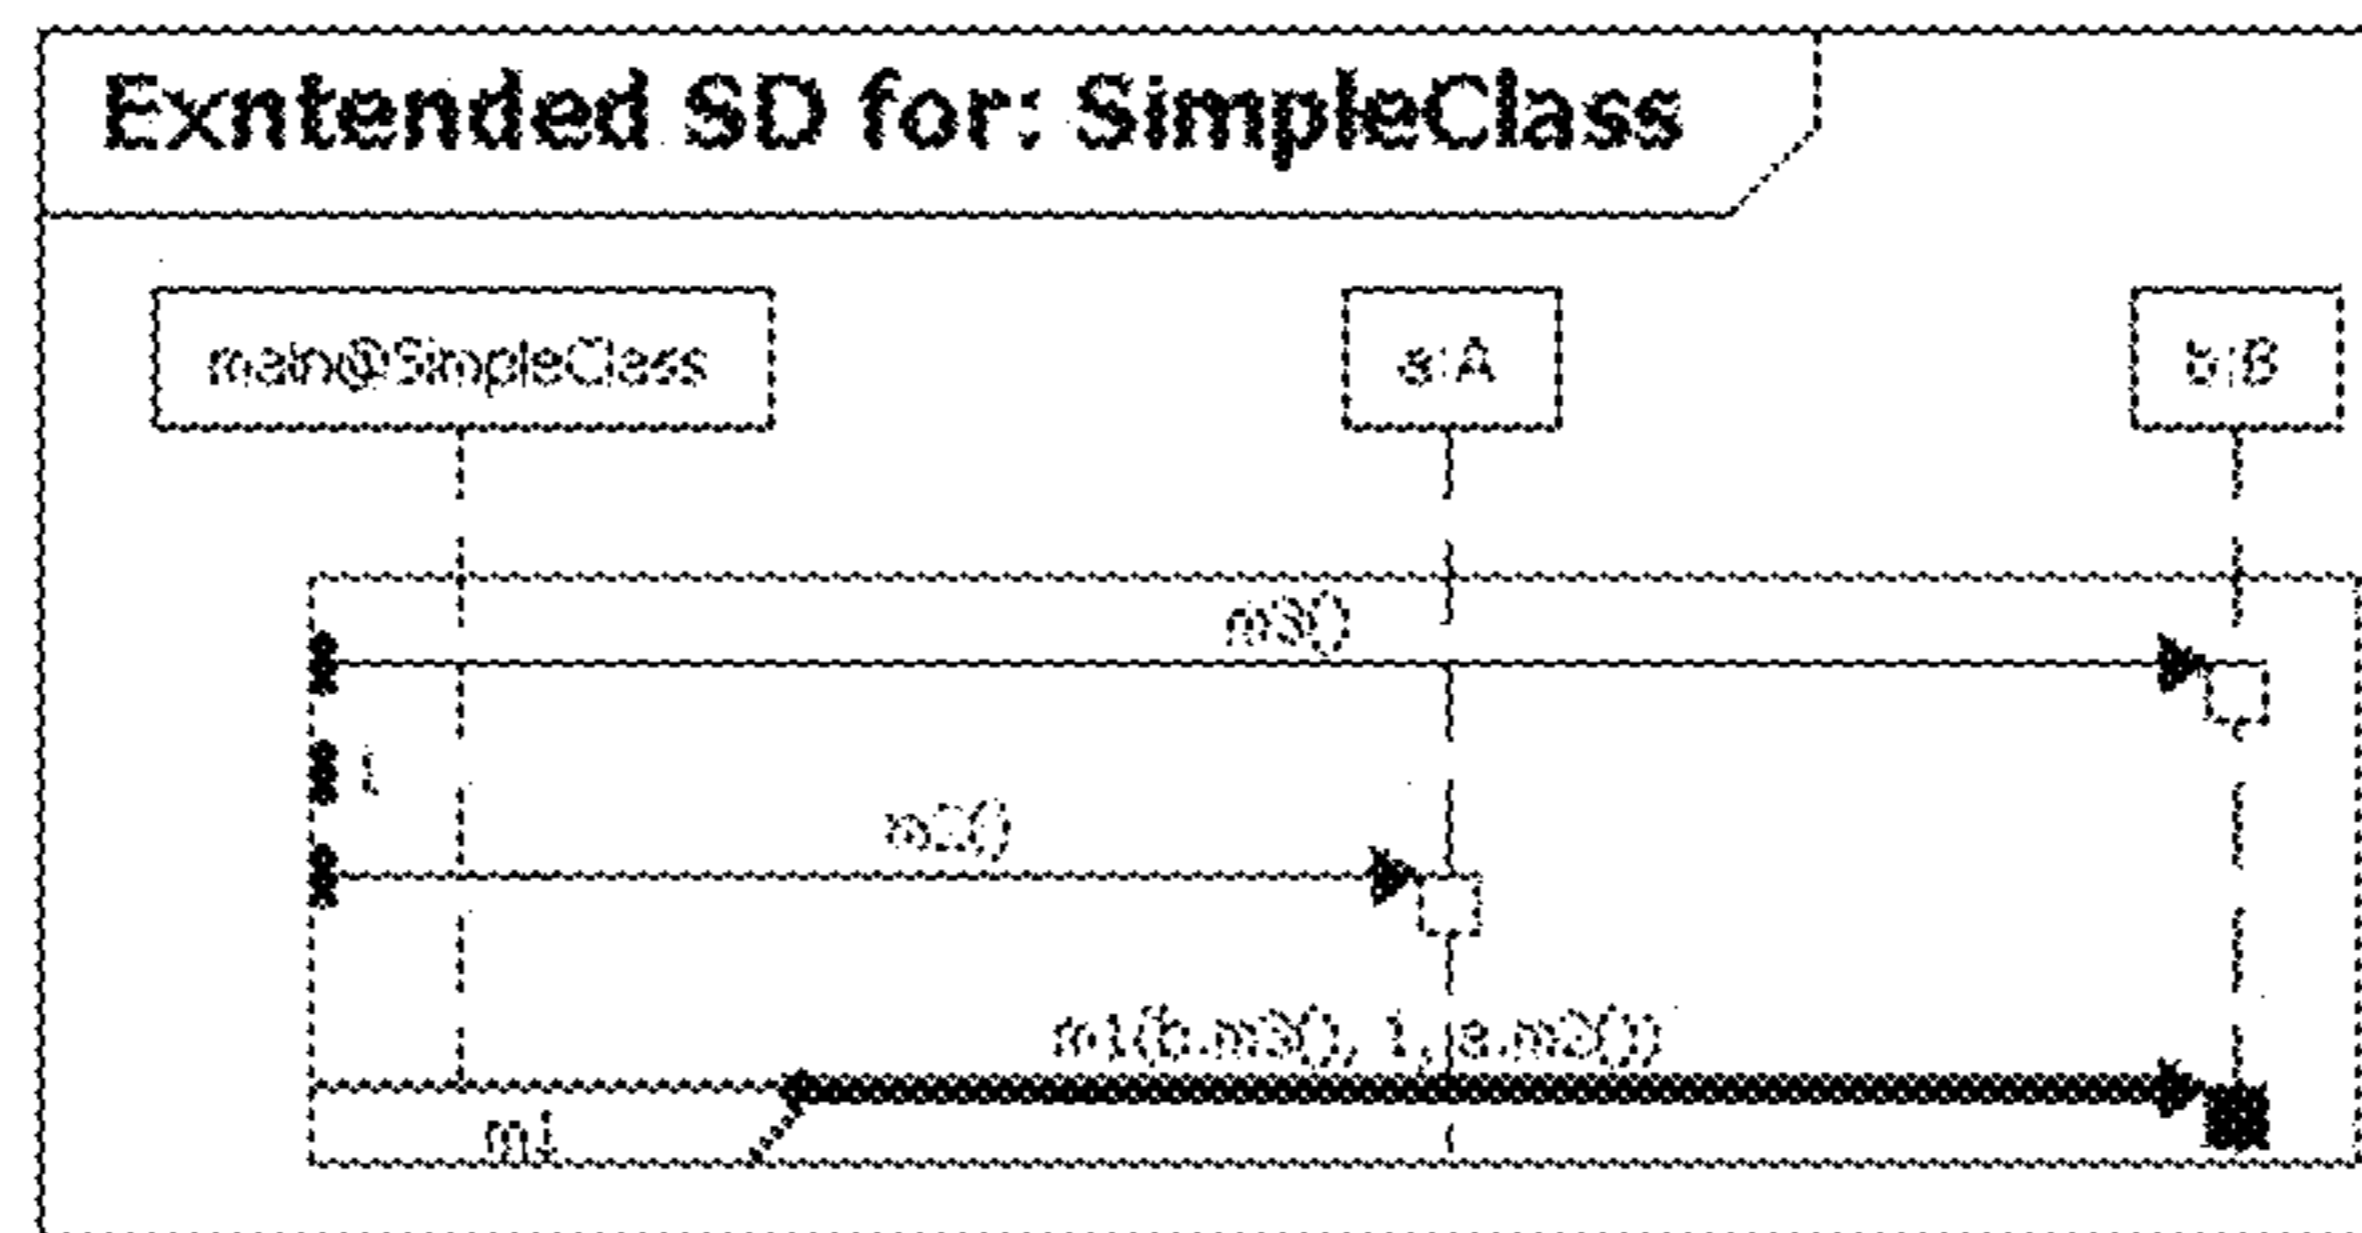 Exntended SD for: SimpleClass
main@SimpleClass
a:A
b:B
m3()
m2()
m1(b.m3(), 1, a.m2())
m1